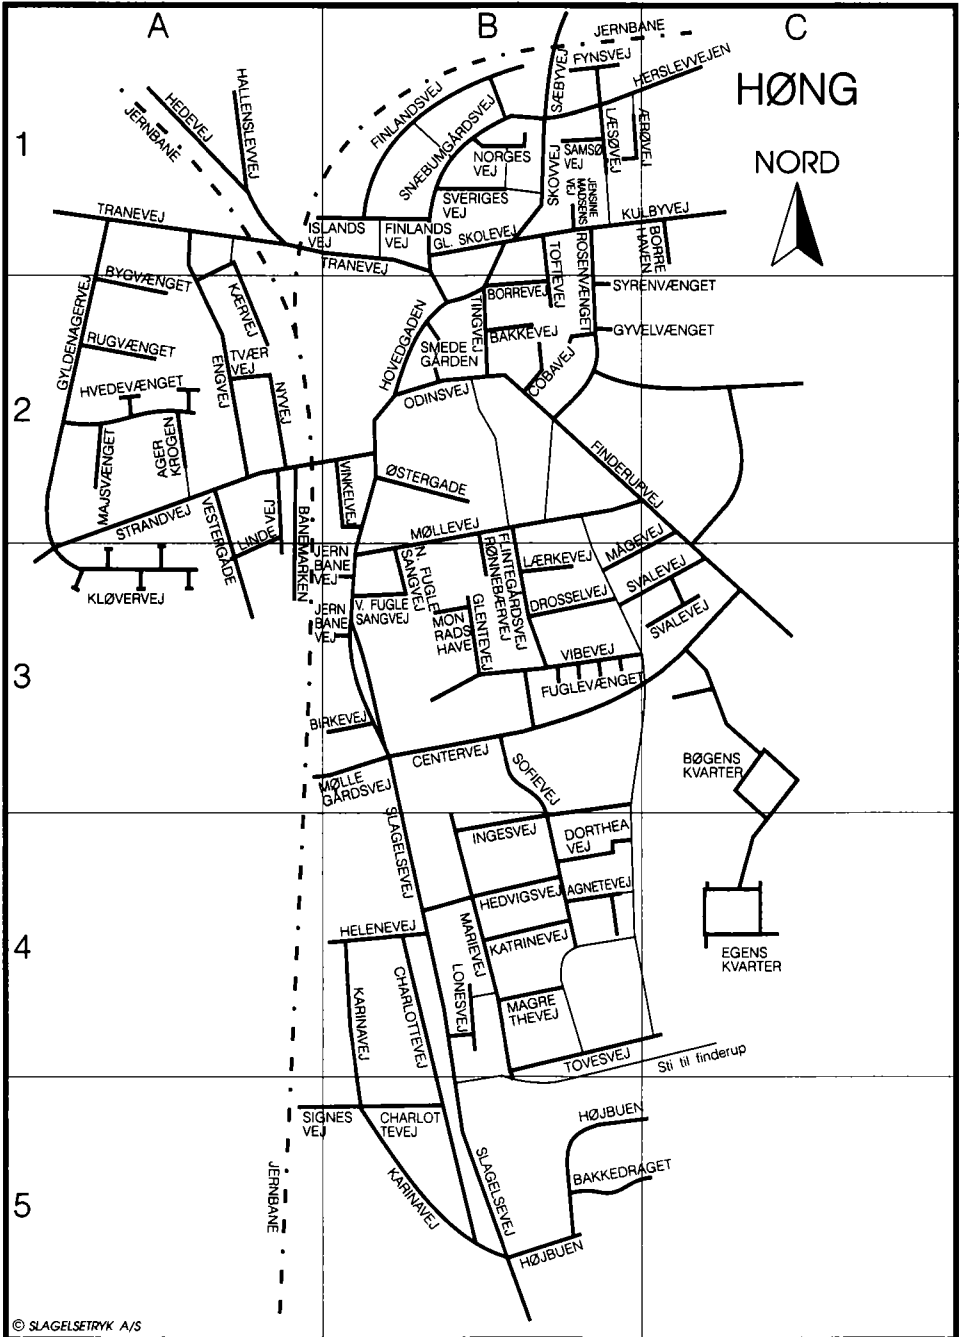 A
B
C
JERNBANE
HØNG
NORD
1
HEDEVEJ
HALLENSLEVVEJ
JERNBANE
FINLANDSVEJ
SNÆBUMGÅRDSVEJ
SÆBYVEJ
FYNSVEJ
HERSLEVVEJEN
LÆSØVEJ
ÆRØVEJ
NORGES
VEJ
SAMSØ
VEJ
SKOVVEJ
JENSINE
MADSENS
VEJ
SVERIGES
VEJ
TRANEVEJ
ISLANDS
VEJ
FINLANDS
VEJ
GL. SKOLEVEJ
KULBYVEJ
BORRE
HAVEN
TRANEVEJ
TOFTEVEJ
ROSENVÆNGET
BYGVÆNGET
GYLDENAGERVEJ
KÆRVEJ
BORREVEJ
SYRENVÆNGET
HOVEDGADEN
TINGVEJ
BAKKEVEJ
GYVELVÆNGET
RUGVÆNGET
TVÆR
VEJ
ENGVEJ
SMEDE
GÅRDEN
COBAVEJ
2
HVEDEVÆNGET
NYVEJ
ODINSVEJ
MAJSVÆNGET
AGER
KROGEN
FINDERUPVEJ
ØSTERGADE
VINKELVEJ
STRANDVEJ
VESTERGADE
LINDE
VEJ
BANEMARKEN
MØLLEVEJ
JERN
BANE
VEJ
N. FUGLE
SANGVEJ
RØNNEBÆRVEJ
FLINTEGÅRDSVEJ
LÆRKEVEJ
MÅGEVEJ
SVALEVEJ
KLØVERVEJ
JERN
BANE
VEJ
V. FUGLE
SANGVEJ
MON
RADS
HAVE
GLENTEVEJ
DROSSELVEJ
SVALEVEJ
3
VIBEVEJ
FUGLEVÆNGET
BIRKEVEJ
CENTERVEJ
SOFIEVEJ
BØGENS
KVARTER
MØLLE
GÅRDSVEJ
SLAGELSEVEJ
INGESVEJ
DORTHEA
VEJ
HEDVIGSVEJ
AGNETEVEJ
4
HELENEVEJ
MARIEVEJ
KATRINEVEJ
EGENS
KVARTER
KARINAVEJ
CHARLOTTEVEJ
LONESVEJ
MAGRE
THEVEJ
TOVESVEJ
Sti til finderup
SIGNES
VEJ
CHARLOT
TEVEJ
HØJBUEN
JERNBANE
KARINAVEJ
SLAGELSEVEJ
BAKKEDRAGET
5
HØJBUEN
© SLAGELSETRYK A/S